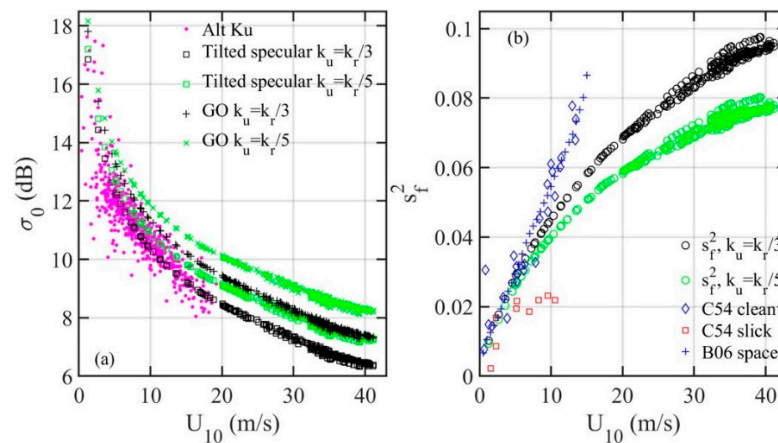 18
16
14
12
10
8
6
σ0 (dB)
Alt Ku
Tilted specular ku=kr/3
Tilted specular ku=kr/5
GO ku=kr/3
GO ku=kr/5
(a)
0 10 20 30 40
U10 (m/s)
0.1
0.08
0.06
0.04
0.02
0
s²f
(b)
s²f, ku=kr/3
s²f, ku=kr/5
C54 clean
C54 slick
B06 space
0 10 20 30 40
U10 (m/s)